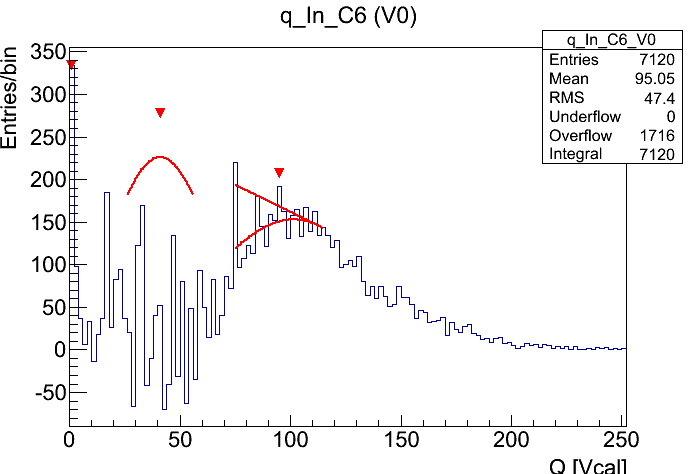 q_In_C6 (V0)
q_In_C6_V0
Entries 7120
Mean 95.05
RMS 47.4
Underflow 0
Overflow 1716
Integral 7120
Entries/bin
350
300
250
200
150
100
50
0
-50
0 50 100 150 200 250
Q [Vcal]